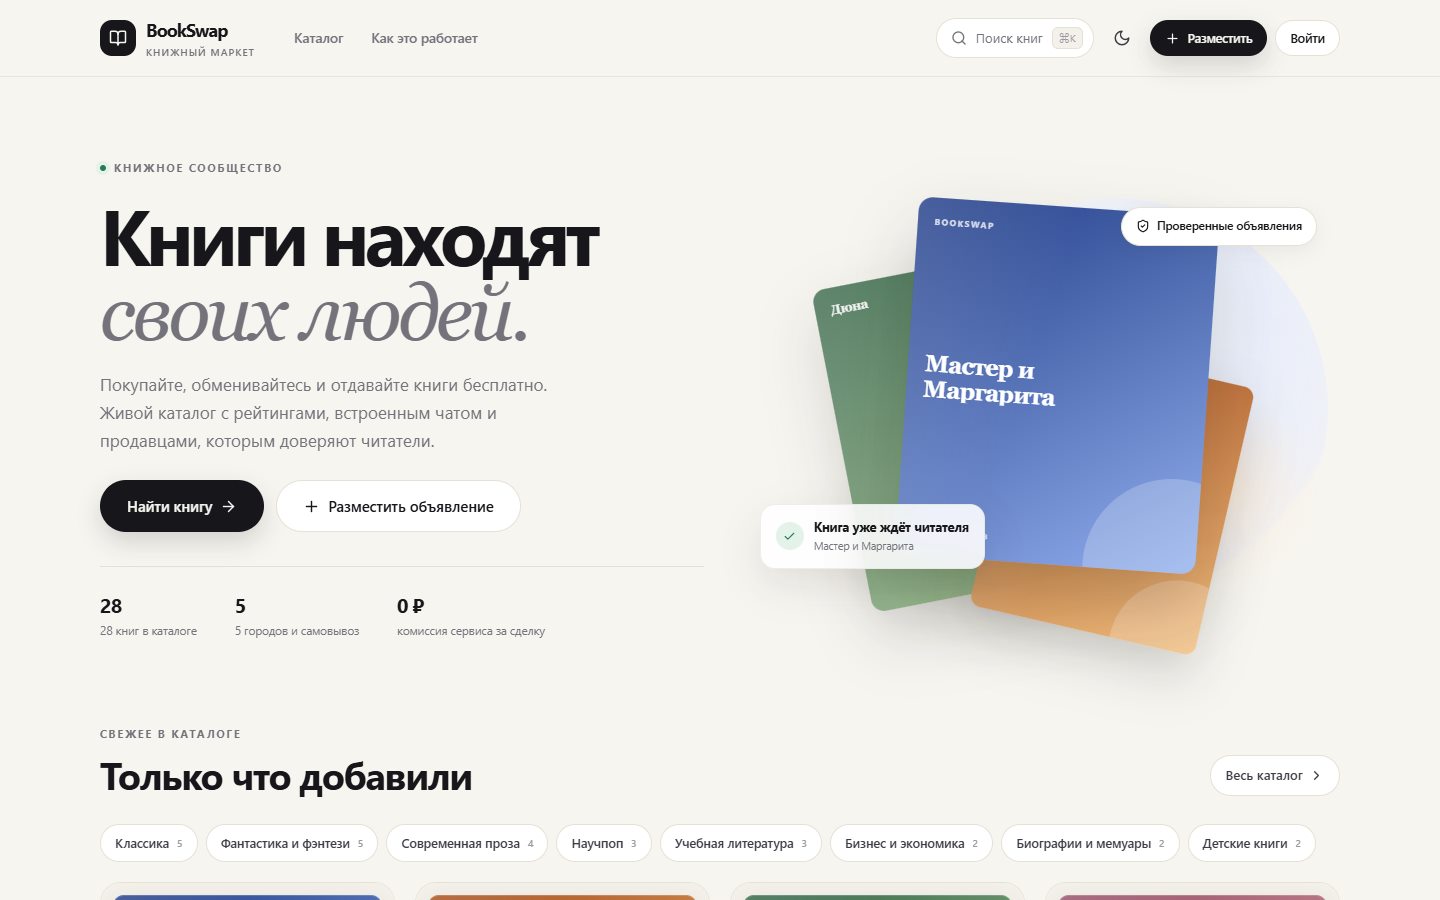 BookSwap
КНИЖНЫЙ МАРКЕТ
Каталог
Как это работает
Поиск книг
⌘K
Разместить
Войти
КНИЖНОЕ СООБЩЕСТВО
Книги находят
своих людей.
Покупайте, обменивайтесь и отдавайте книги бесплатно.
Живой каталог с рейтингами, встроенным чатом и
продавцами, которым доверяют читатели.
Найти книгу
Разместить объявление
28
28 книг в каталоге
5
5 городов и самовывоз
0 ₽
комиссия сервиса за сделку
BOOKSWAP
Проверенные объявления
Дюна
Мастер и
Маргарита
Книга уже ждёт читателя
Мастер и Маргарита
СВЕЖЕЕ В КАТАЛОГЕ
Только что добавили
Весь каталог
Классика 5
Фантастика и фэнтези 5
Современная проза 4
Научпоп 3
Учебная литература 3
Бизнес и экономика 2
Биографии и мемуары 2
Детские книги 2